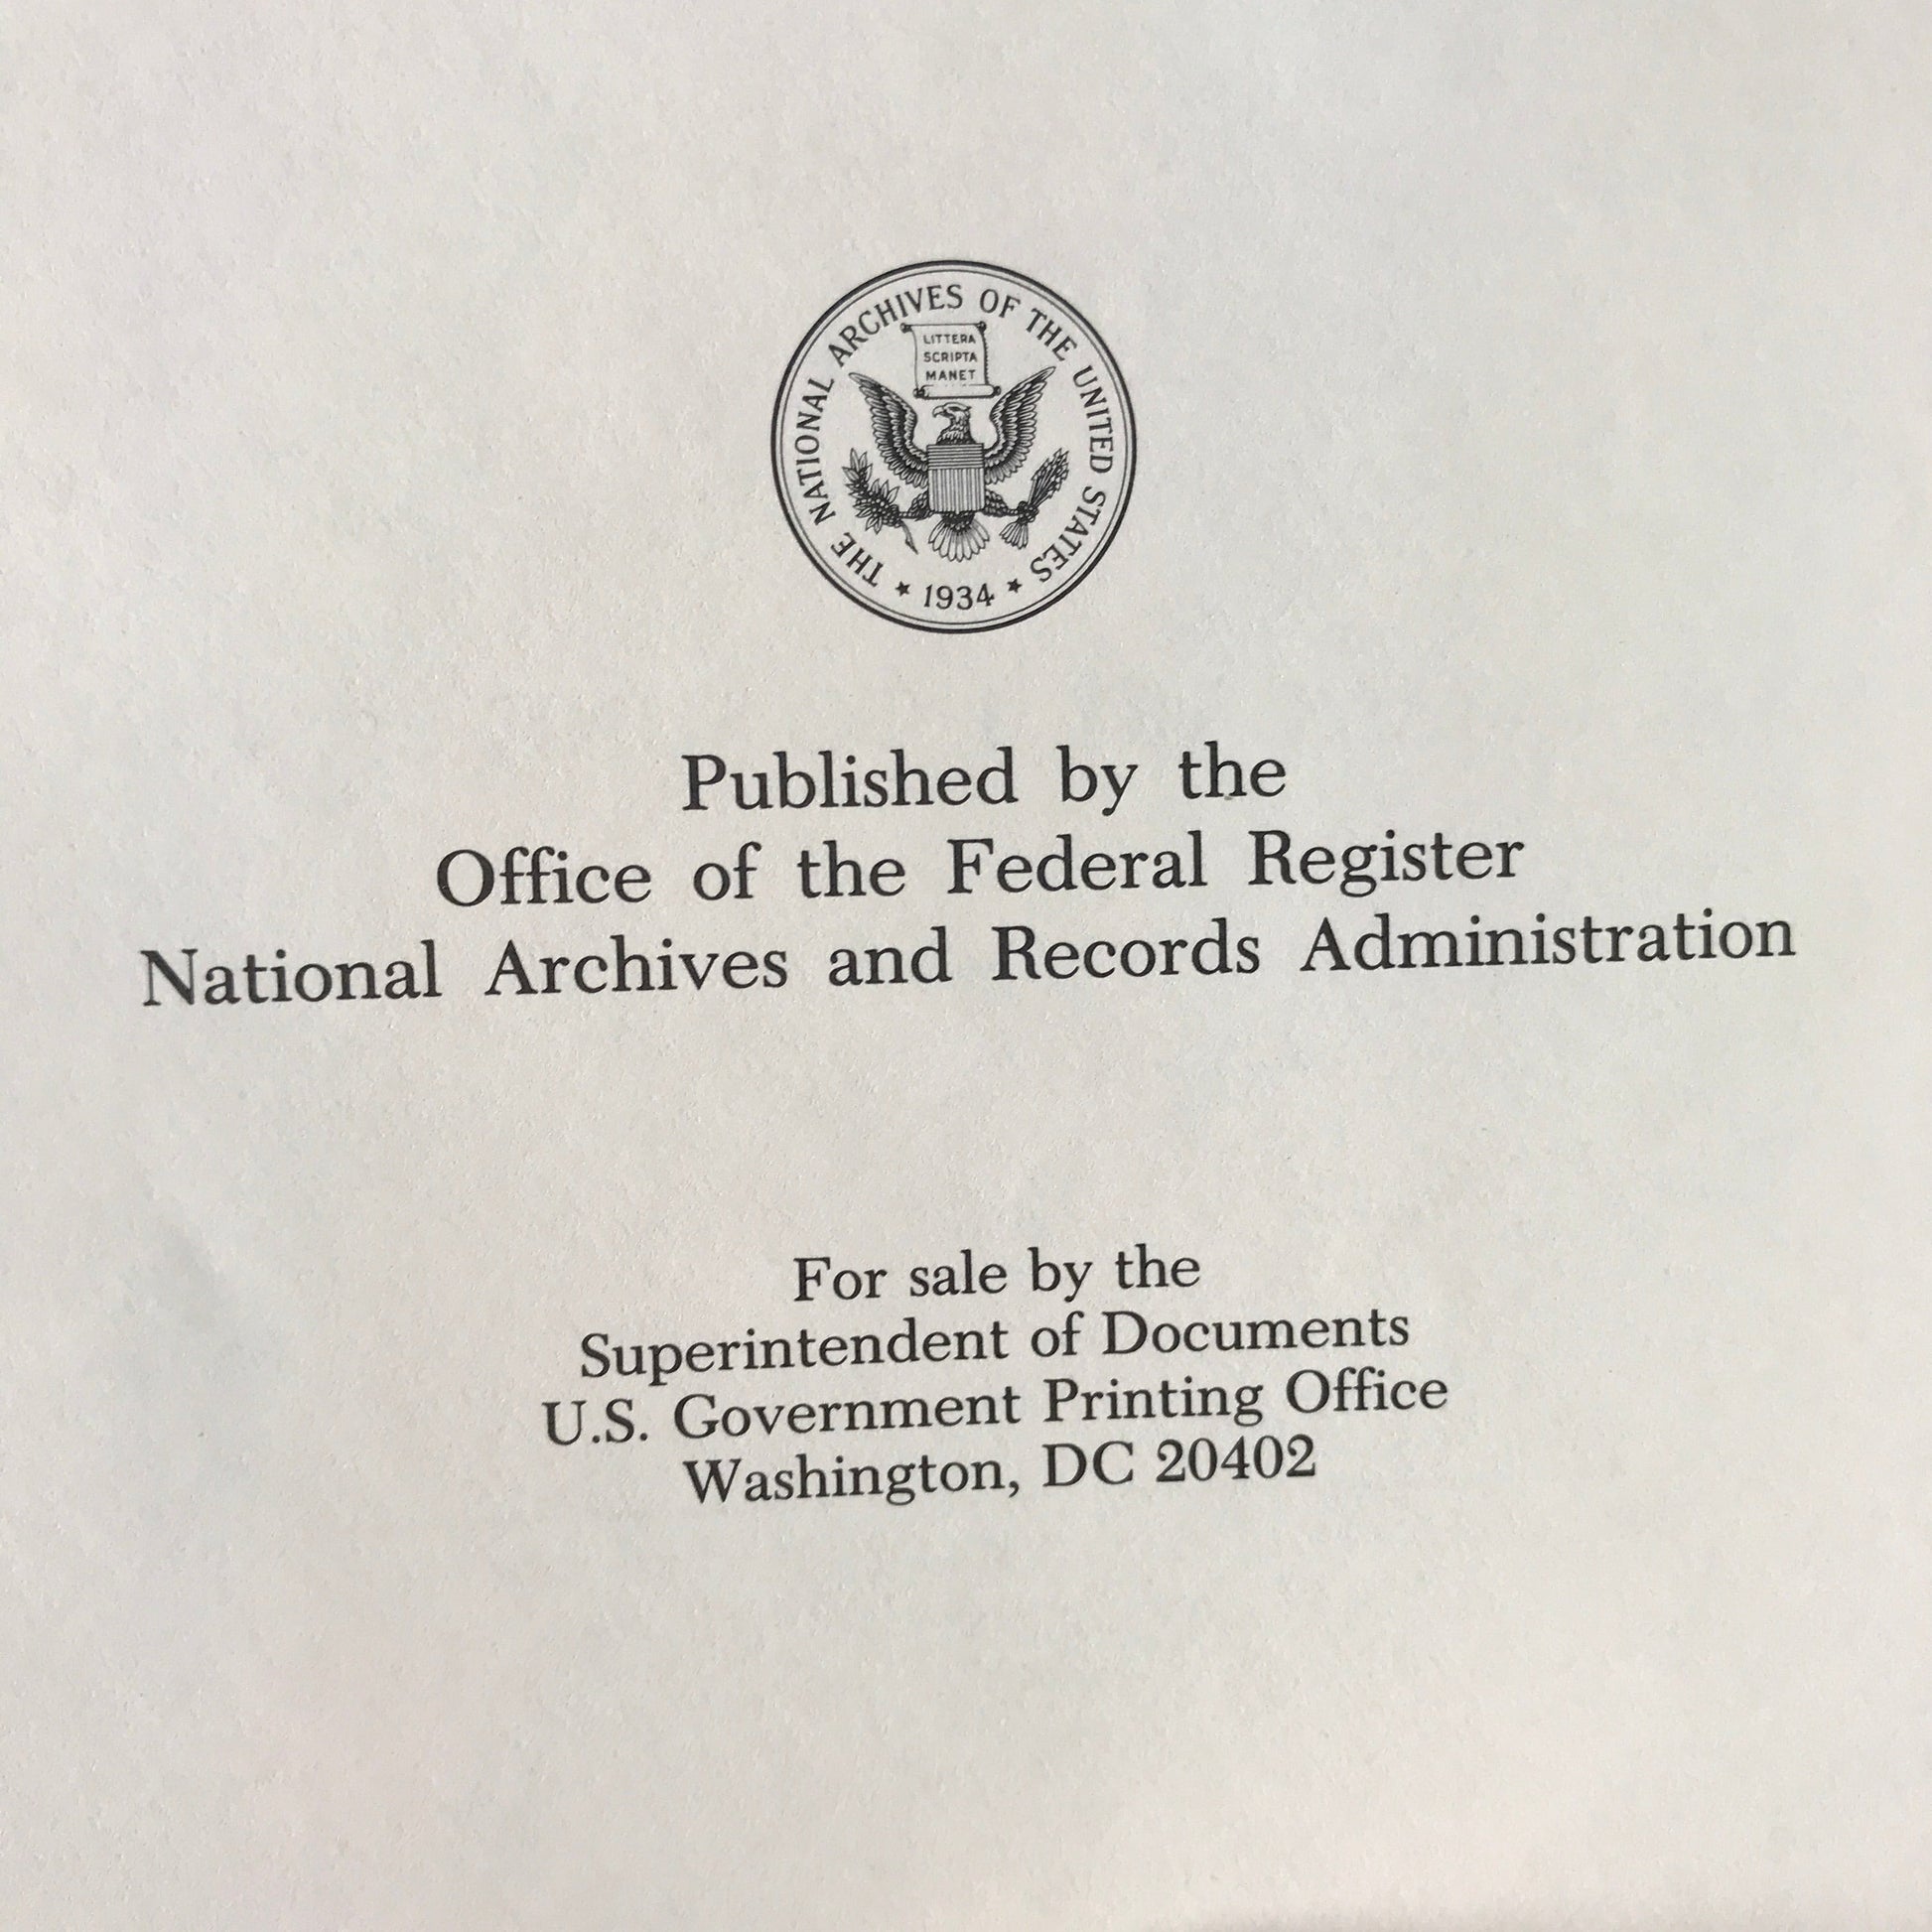 THE NATIONAL ARCHIVES OF THE UNITED STATES
LITTERA
SCRIPTA
MANET
★ 1934 ★
Published by the
Office of the Federal Register
National Archives and Records Administration
For sale by the
Superintendent of Documents
U.S. Government Printing Office
Washington, DC 20402